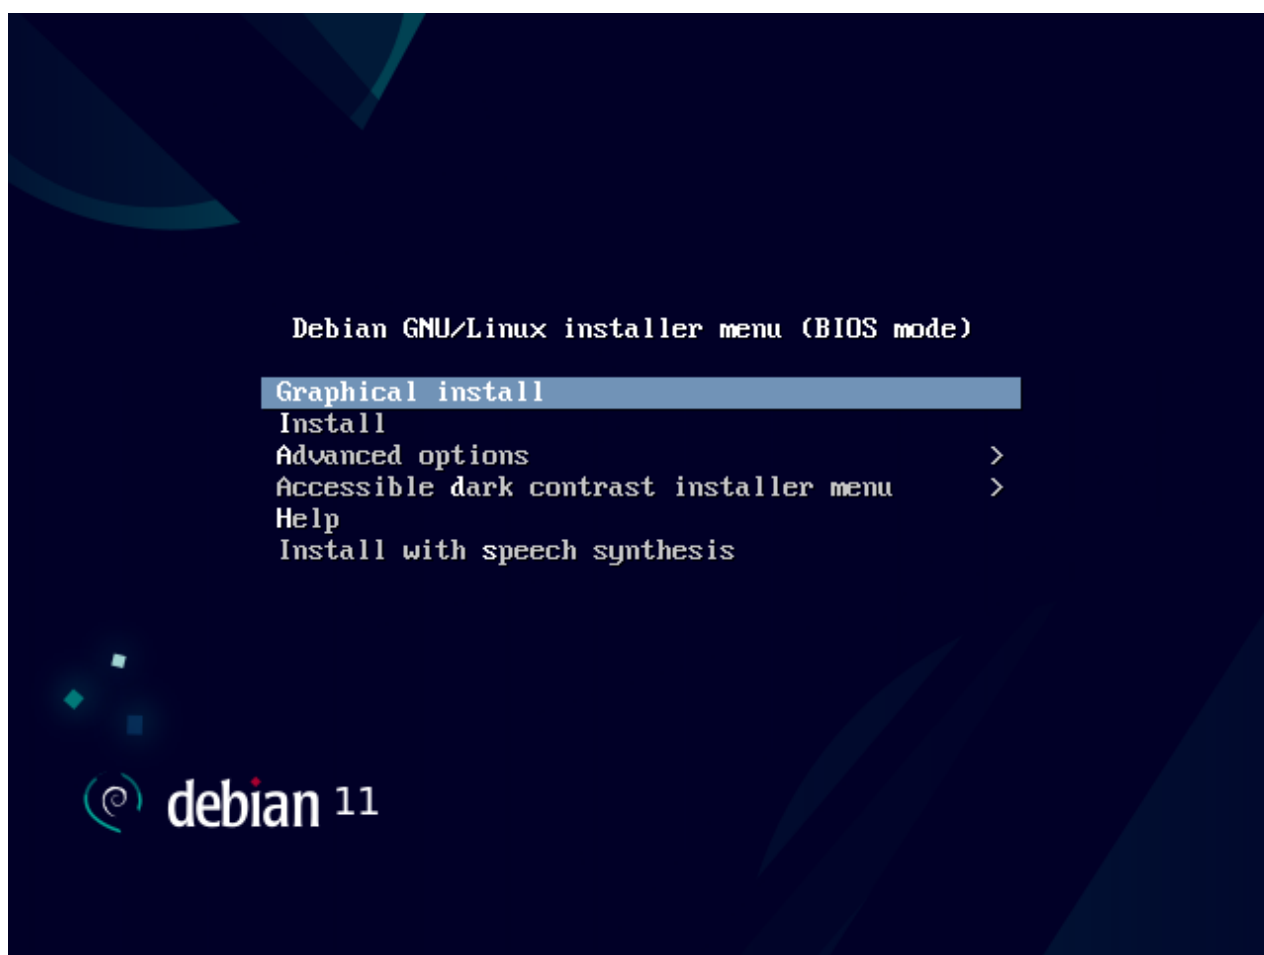 Debian GNU/Linux installer menu (BIOS mode)
Graphical install
Install
Advanced options >
Accessible dark contrast installer menu >
Help
Install with speech synthesis
debian 11